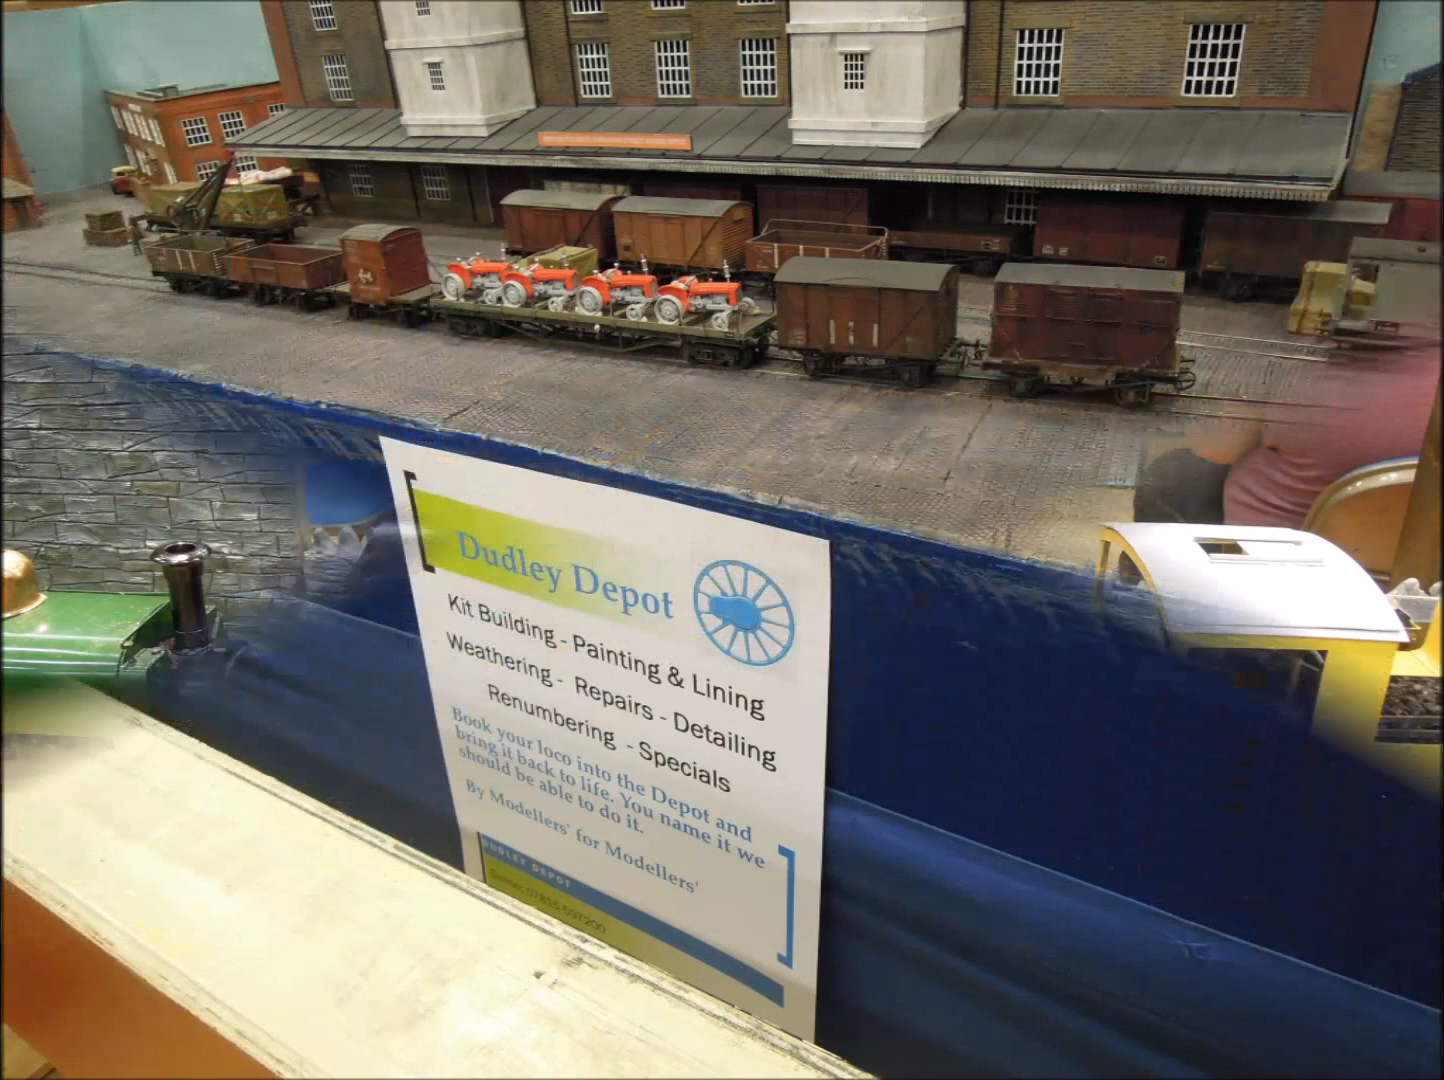 Dudley Depot
Kit Building - Painting & Lining
Weathering - Repairs - Detailing
Renumbering - Specials
Book your loco into the Depot and
bring it back to life. You name it we
should be able to do it.
By Modellers' for Modellers'
DUDLEY DEPOT